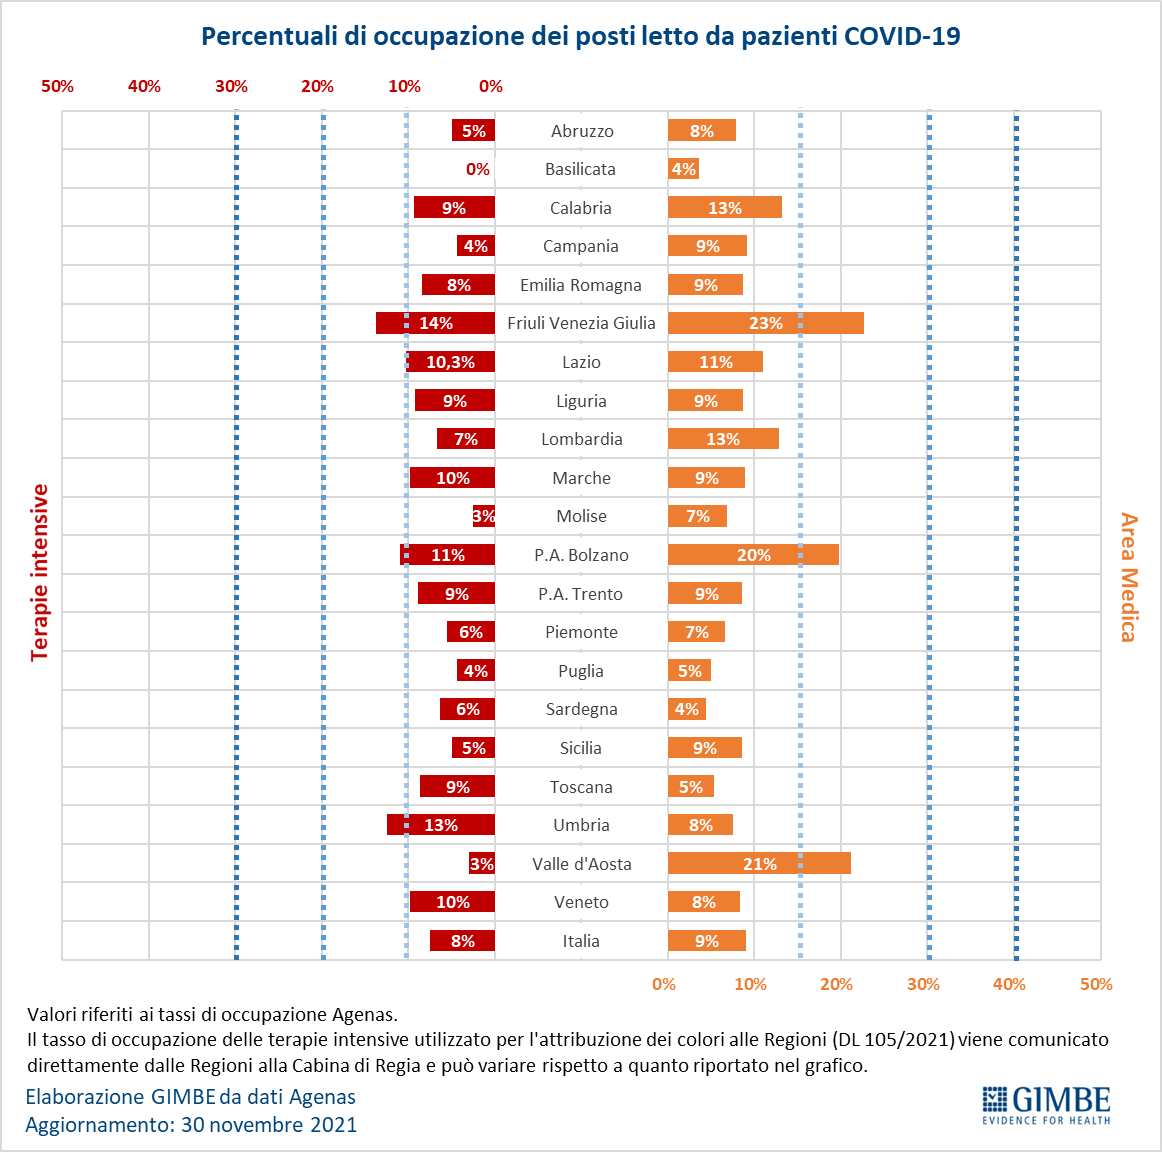 Percentuali di occupazione dei posti letto da pazienti COVID-19
50% 40% 30% 20% 10% 0%
5% Abruzzo 8%
0% Basilicata 4%
9% Calabria 13%
4% Campania 9%
8% Emilia Romagna 9%
14% Friuli Venezia Giulia 23%
10,3% Lazio 11%
9% Liguria 9%
7% Lombardia 13%
10% Marche 9%
3% Molise 7%
11% P.A. Bolzano 20%
9% P.A. Trento 9%
6% Piemonte 7%
4% Puglia 5%
6% Sardegna 4%
5% Sicilia 9%
9% Toscana 5%
13% Umbria 8%
3% Valle d'Aosta 21%
10% Veneto 8%
8% Italia 9%
Terapie intensive
Area Medica
0% 10% 20% 30% 40% 50%
Valori riferiti ai tassi di occupazione Agenas.
Il tasso di occupazione delle terapie intensive utilizzato per l'attribuzione dei colori alle Regioni (DL 105/2021) viene comunicato
direttamente dalle Regioni alla Cabina di Regia e può variare rispetto a quanto riportato nel grafico.
Elaborazione GIMBE da dati Agenas
Aggiornamento: 30 novembre 2021
GIMBE
EVIDENCE FOR HEALTH